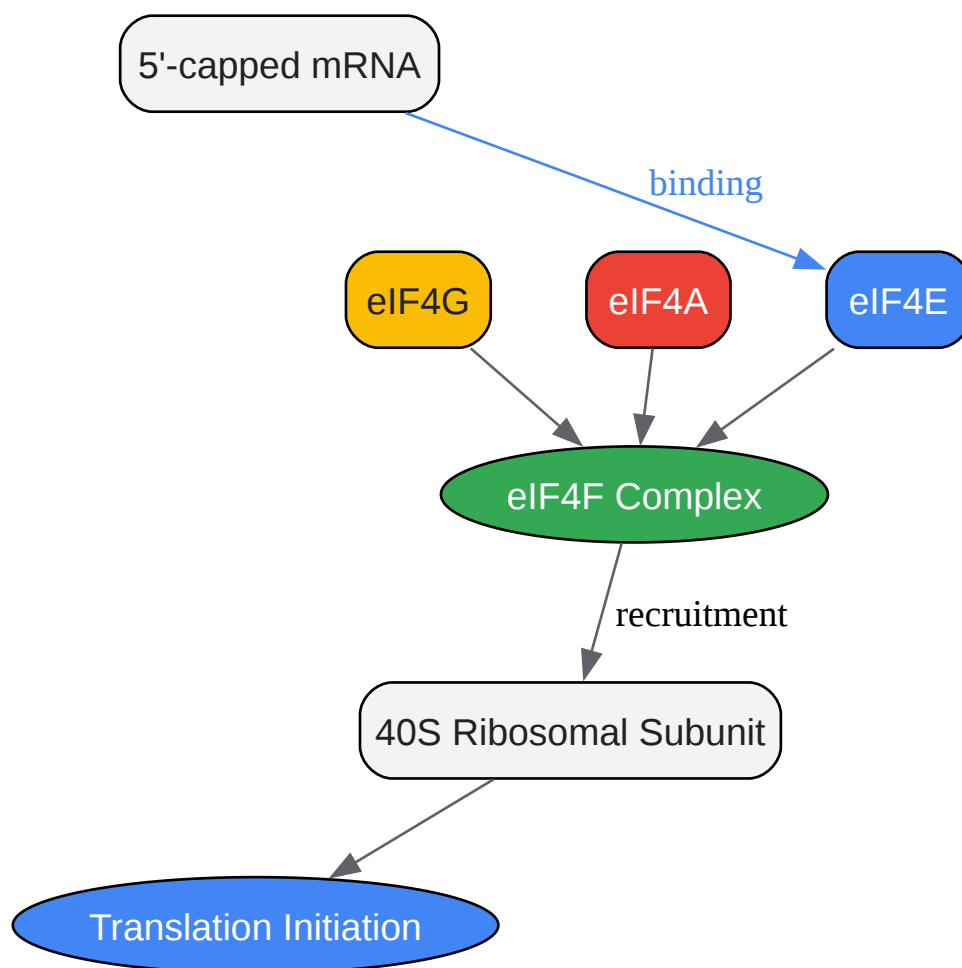 5'-capped mRNA
binding
eIF4G
eIF4A
eIF4E
eIF4F Complex
recruitment
40S Ribosomal Subunit
Translation Initiation